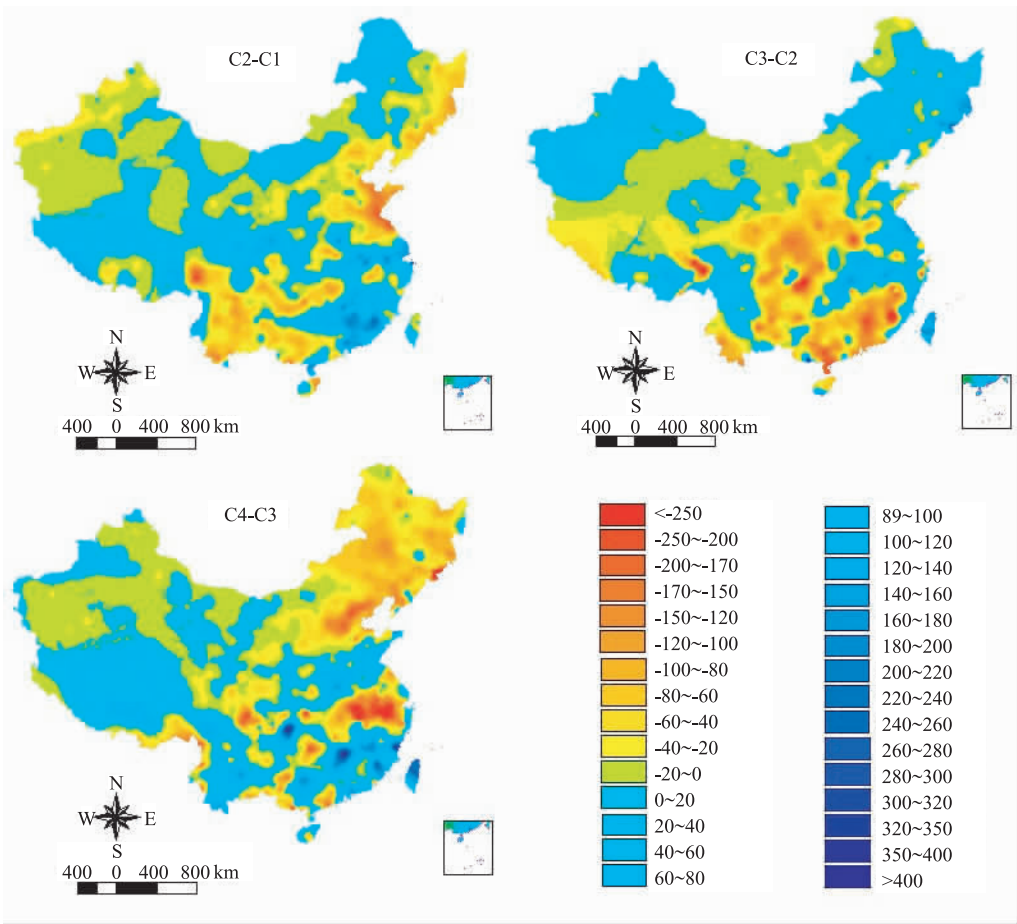 C2-C1
N
W E
S
400 0 400 800 km
C3-C2
N
W E
S
400 0 400 800 km
C4-C3
N
W E
S
400 0 400 800 km
<-250
-250~-200
-200~-170
-170~-150
-150~-120
-120~-100
-100~-80
-80~-60
-60~-40
-40~-20
-20~0
0~20
20~40
40~60
60~80
89~100
100~120
120~140
140~160
160~180
180~200
200~220
220~240
240~260
260~280
280~300
300~320
320~350
350~400
>400